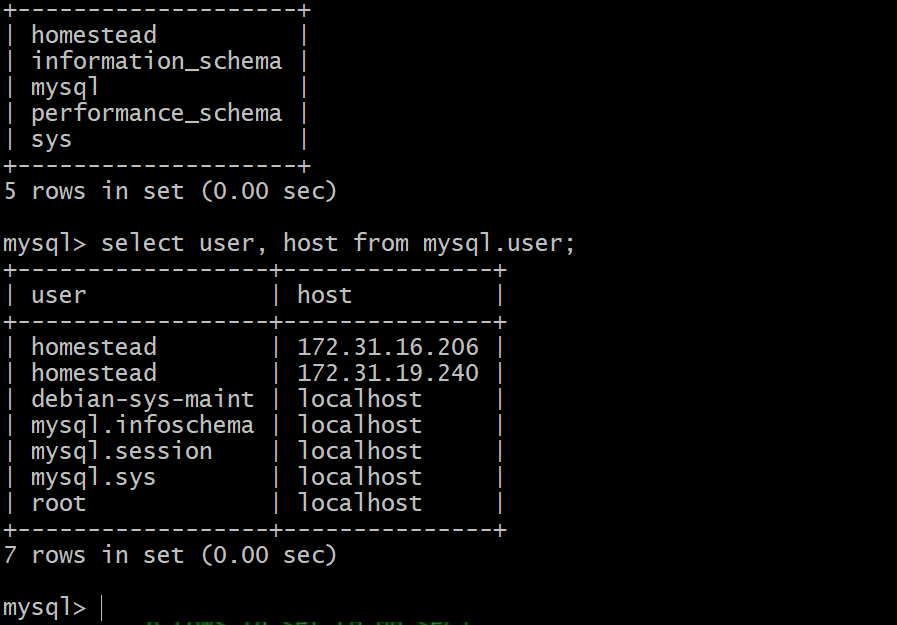 +--------------------+
| homestead          |
| information_schema |
| mysql              |
| performance_schema |
| sys                |
+--------------------+
5 rows in set (0.00 sec)

mysql> select user, host from mysql.user;
+------------------+---------------+
| user             | host          |
+------------------+---------------+
| homestead        | 172.31.16.206 |
| homestead        | 172.31.19.240 |
| debian-sys-maint | localhost     |
| mysql.infoschema | localhost     |
| mysql.session    | localhost     |
| mysql.sys        | localhost     |
| root             | localhost     |
+------------------+---------------+
7 rows in set (0.00 sec)

mysql>